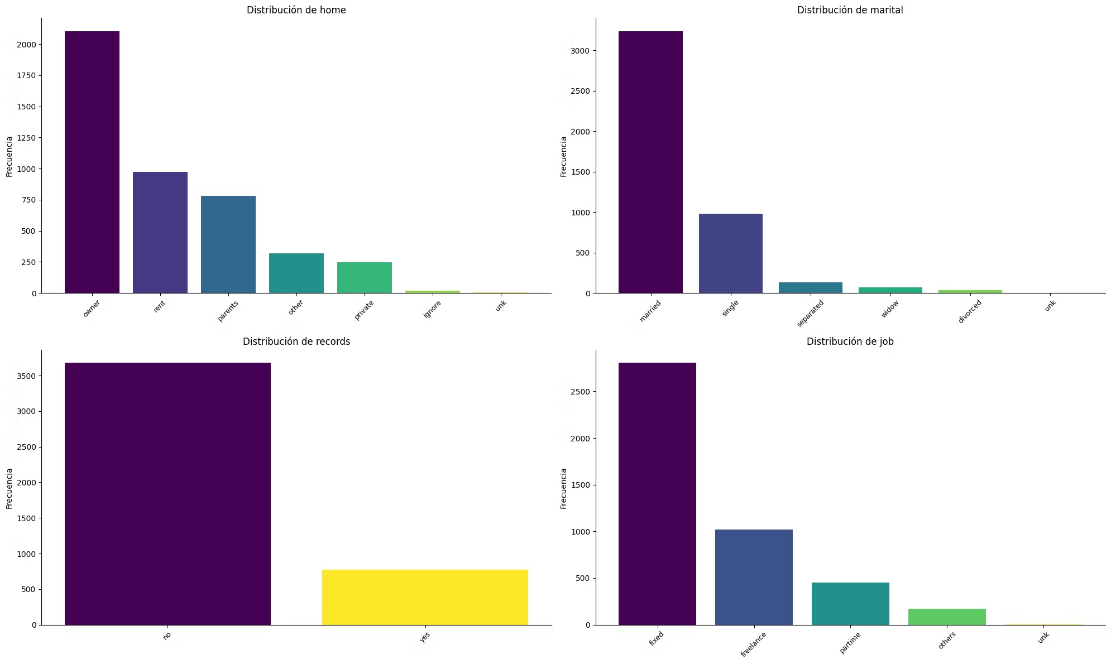 Distribución de home
Frecuencia
2000
1750
1500
1250
1000
750
500
250
0
owner
rent
parents
other
private
ignore
unk
Distribución de marital
Frecuencia
3000
2500
2000
1500
1000
500
0
married
single
separated
widow
divorced
unk
Distribución de records
Frecuencia
3500
3000
2500
2000
1500
1000
500
0
no
yes
Distribución de job
Frecuencia
2500
2000
1500
1000
500
0
fixed
freelance
partime
others
unk